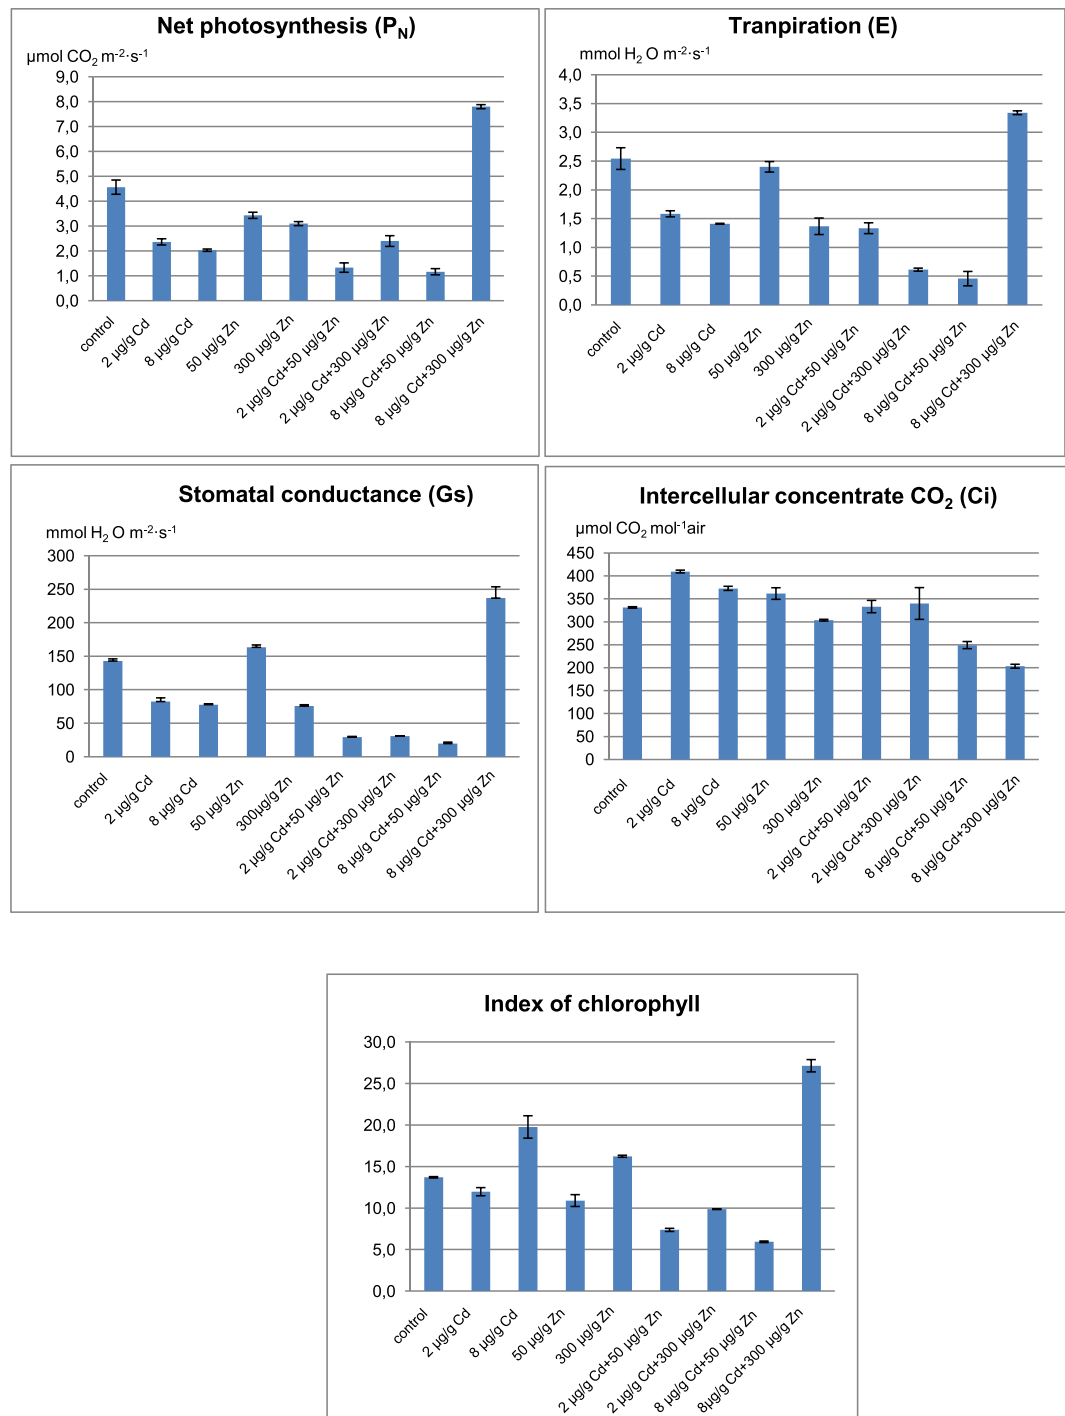 Net photosynthesis (PN)
µmol CO2 m-2·s-1
9,0
8,0
7,0
6,0
5,0
4,0
3,0
2,0
1,0
0,0
control
2 µg/g Cd
8 µg/g Cd
50 µg/g Zn
300 µg/g Zn
2 µg/g Cd+50 µg/g Zn
2 µg/g Cd+300 µg/g Zn
8 µg/g Cd+50 µg/g Zn
8 µg/g Cd+300 µg/g Zn
Tranpiration (E)
mmol H2 O m-2·s-1
4,0
3,5
3,0
2,5
2,0
1,5
1,0
0,5
0,0
control
2 µg/g Cd
8 µg/g Cd
50 µg/g Zn
300 µg/g Zn
2 µg/g Cd+50 µg/g Zn
2 µg/g Cd+300 µg/g Zn
8 µg/g Cd+50 µg/g Zn
8 µg/g Cd+300 µg/g Zn
Stomatal conductance (Gs)
mmol H2 O m-2·s-1
300
250
200
150
100
50
0
control
2 µg/g Cd
8 µg/g Cd
50 µg/g Zn
300µg/g Zn
2 µg/g Cd+50 µg/g Zn
2 µg/g Cd+300 µg/g Zn
8 µg/g Cd+50 µg/g Zn
8 µg/g Cd+300 µg/g Zn
Intercellular concentrate CO2 (Ci)
µmol CO2 mol-1air
450
400
350
300
250
200
150
100
50
0
control
2 µg/g Cd
8 µg/g Cd
50 µg/g Zn
300 µg/g Zn
2 µg/g Cd+50 µg/g Zn
2 µg/g Cd+300 µg/g Zn
8 µg/g Cd+50 µg/g Zn
8 µg/g Cd+300 µg/g Zn
Index of chlorophyll
30,0
25,0
20,0
15,0
10,0
5,0
0,0
control
2 µg/g Cd
8 µg/g Cd
50 µg/g Zn
300 µg/g Zn
2 µg/g Cd+50 µg/g Zn
2 µg/g Cd+300 µg/g Zn
8 µg/g Cd+50 µg/g Zn
8µg/g Cd+300 µg/g Zn